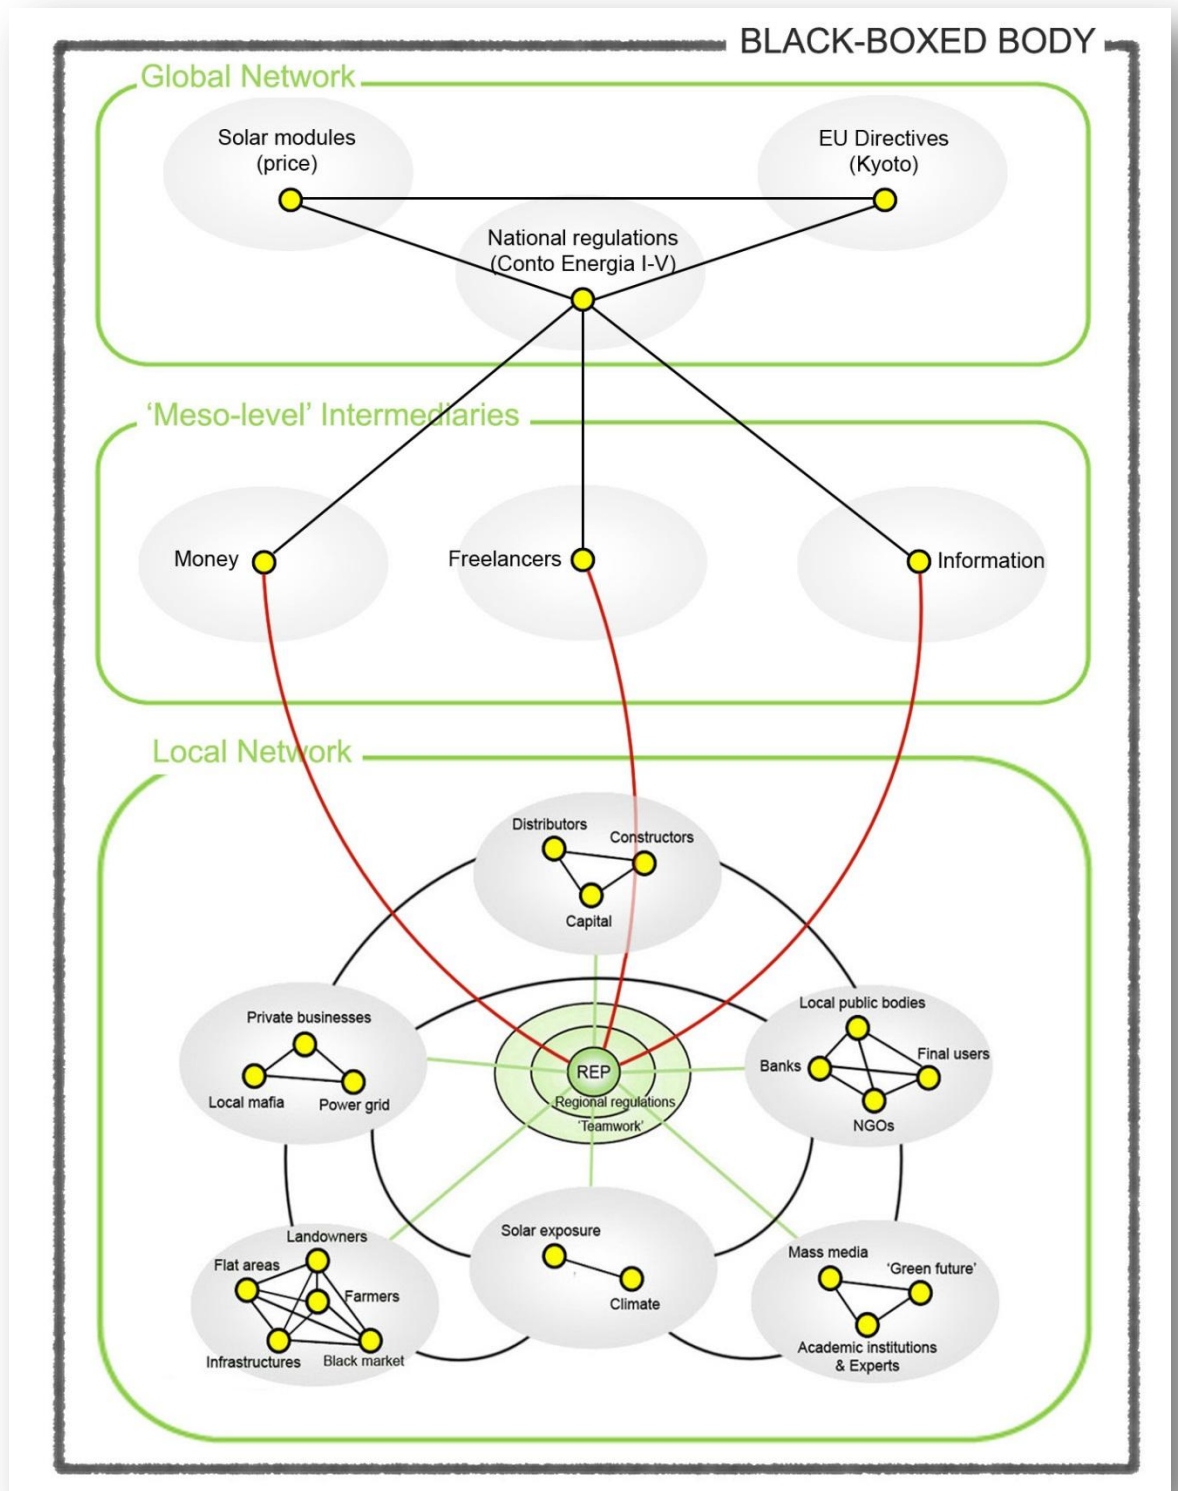 BLACK-BOXED BODY
Global Network
Solar modules
(price)
EU Directives
(Kyoto)
National regulations
(Conto Energia I-V)
‘Meso-level’ Intermediaries
Money
Freelancers
Information
Local Network
Distributors
Constructors
Capital
Private businesses
Local mafia
Power grid
Local public bodies
Banks
Final users
NGOs
REP
Regional regulations
‘Teamwork’
Landowners
Flat areas
Farmers
Infrastructures
Black market
Solar exposure
Climate
Mass media
‘Green future’
Academic institutions
& Experts